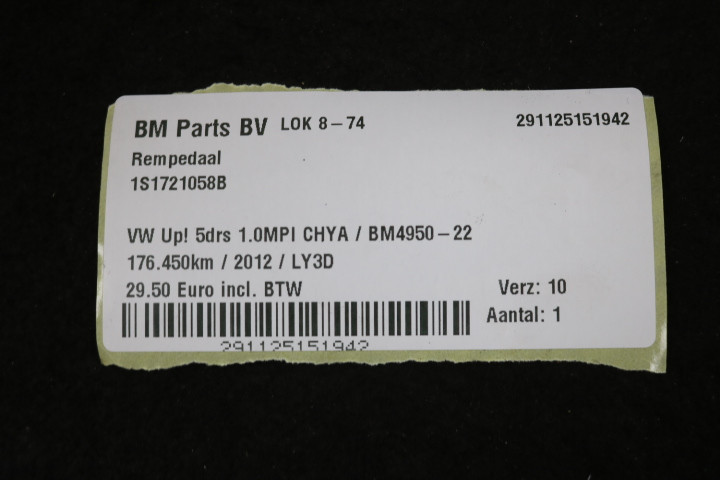 BM Parts BV LOK 8-74 291125151942
Rempedaal
1S1721058B
VW Up! 5drs 1.0MPI CHYA / BM4950-22
176.450km / 2012 / LY3D
29.50 Euro incl. BTW Verz: 10
Aantal: 1
291125151942